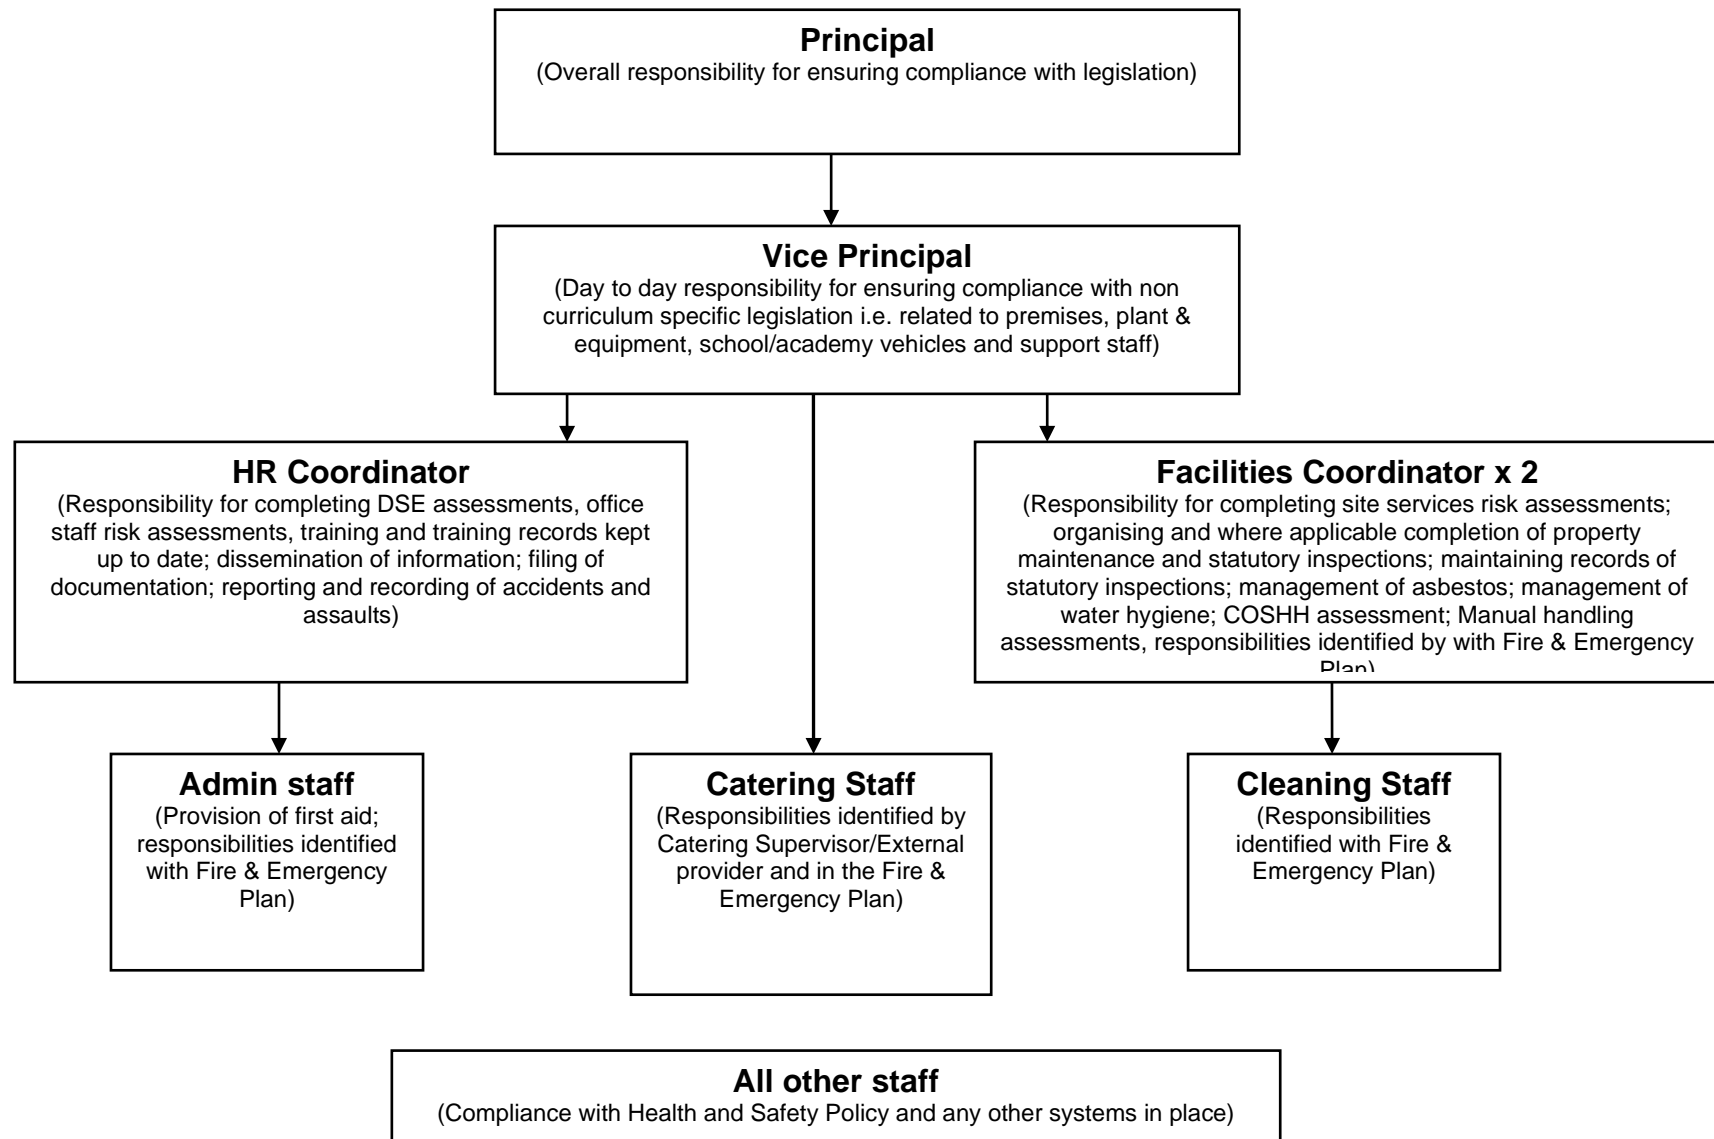 Principal
(Overall responsibility for ensuring compliance with legislation)
Vice Principal
(Day to day responsibility for ensuring compliance with non
curriculum specific legislation i.e. related to premises, plant &
equipment, school/academy vehicles and support staff)
HR Coordinator
(Responsibility for completing DSE assessments, office
staff risk assessments, training and training records kept
up to date; dissemination of information; filing of
documentation; reporting and recording of accidents and
assaults)
Facilities Coordinator x 2
(Responsibility for completing site services risk assessments;
organising and where applicable completion of property
maintenance and statutory inspections; maintaining records of
statutory inspections; management of asbestos; management of
water hygiene; COSHH assessment; Manual handling
assessments, responsibilities identified by with Fire & Emergency
Plan)
Admin staff
(Provision of first aid;
responsibilities identified
with Fire & Emergency
Plan)
Catering Staff
(Responsibilities identified by
Catering Supervisor/External
provider and in the Fire &
Emergency Plan)
Cleaning Staff
(Responsibilities
identified with Fire &
Emergency Plan)
All other staff
(Compliance with Health and Safety Policy and any other systems in place)